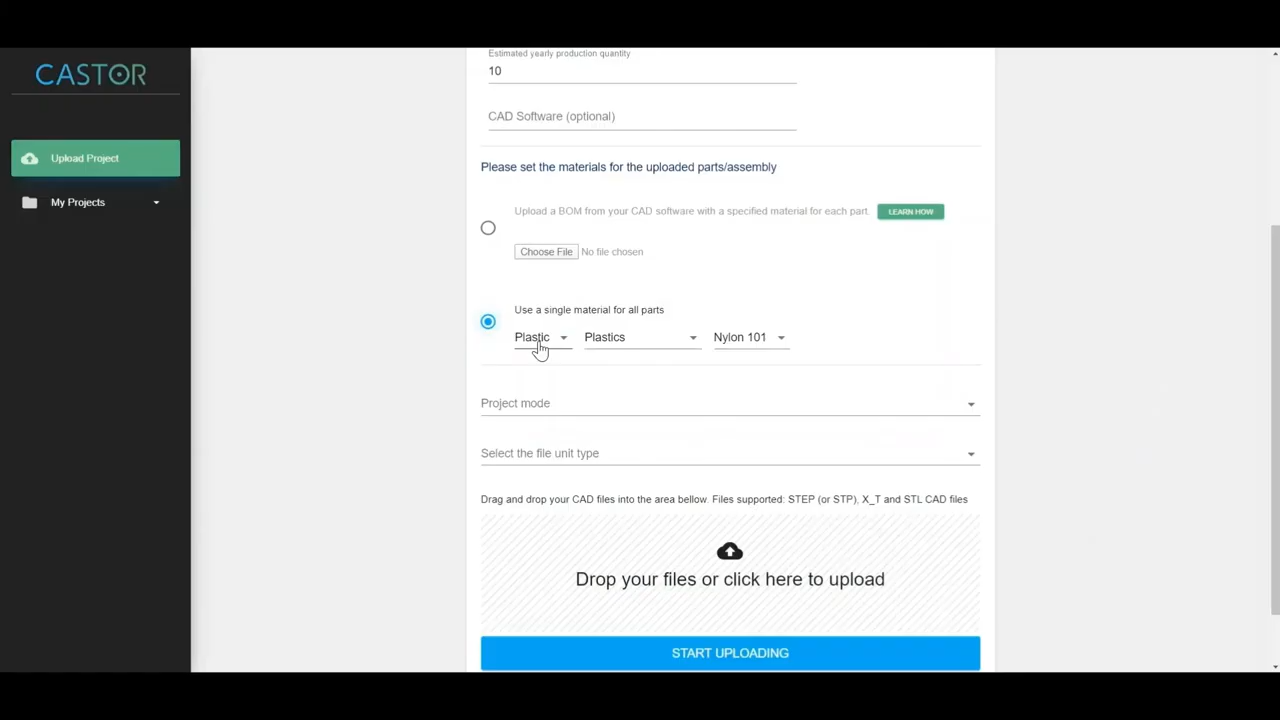 CASTOR
Upload Project
My Projects
Estimated yearly production quantity
10
CAD Software (optional)
Please set the materials for the uploaded parts/assembly
Upload a BOM from your CAD software with a specified material for each part. LEARN HOW
Choose File No file chosen
Use a single material for all parts
Plastic Plastics Nylon 101
Project mode
Select the file unit type
Drag and drop your CAD files into the area bellow. Files supported: STEP (or STP), X_T and STL CAD files
Drop your files or click here to upload
START UPLOADING